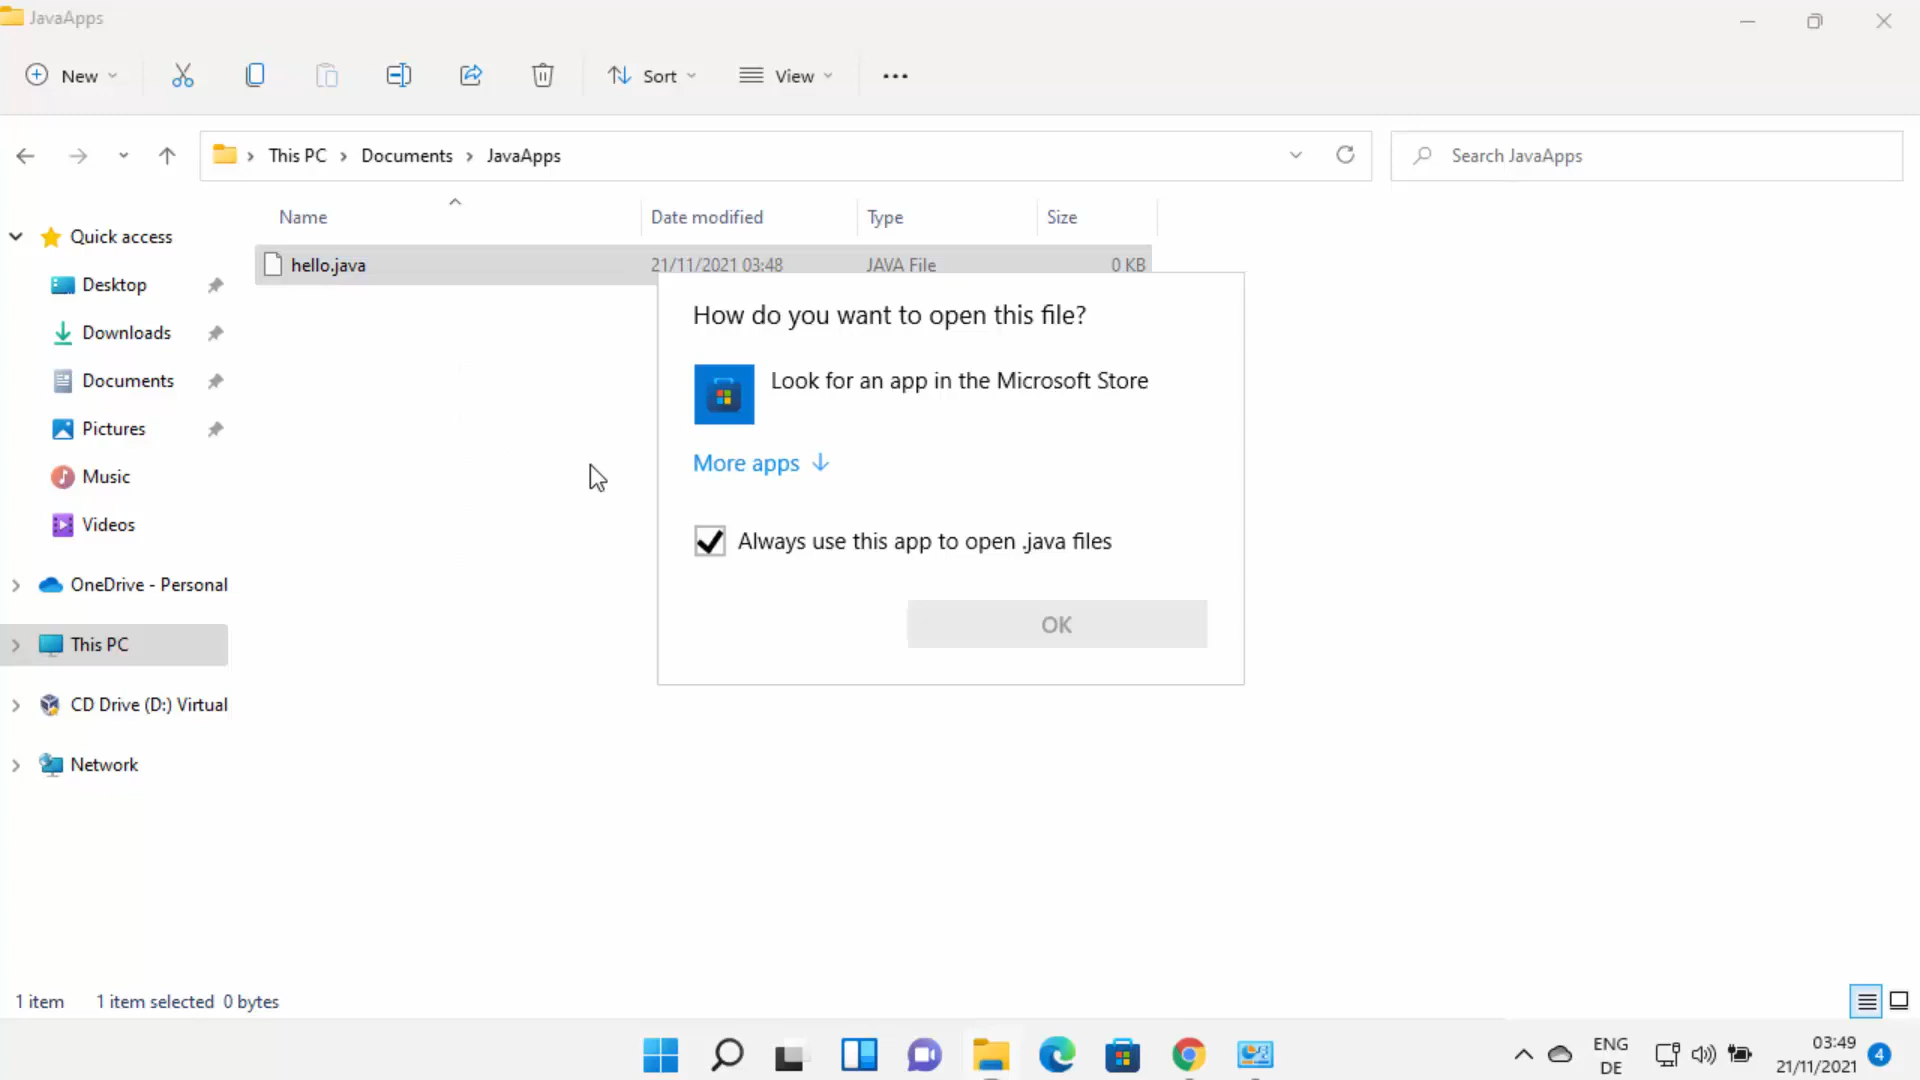 JavaApps
New
Sort
View
This PC
Documents
JavaApps
Search JavaApps
Name
Date modified
Type
Size
Quick access
hello.java
21/11/2021 03:48
JAVA File
0 KB
Desktop
Downloads
Documents
Pictures
Music
Videos
OneDrive - Personal
This PC
CD Drive (D:) Virtual
Network
How do you want to open this file?
Look for an app in the Microsoft Store
More apps
Always use this app to open .java files
OK
1 item
1 item selected 0 bytes
ENG
DE
03:49
21/11/2021
4